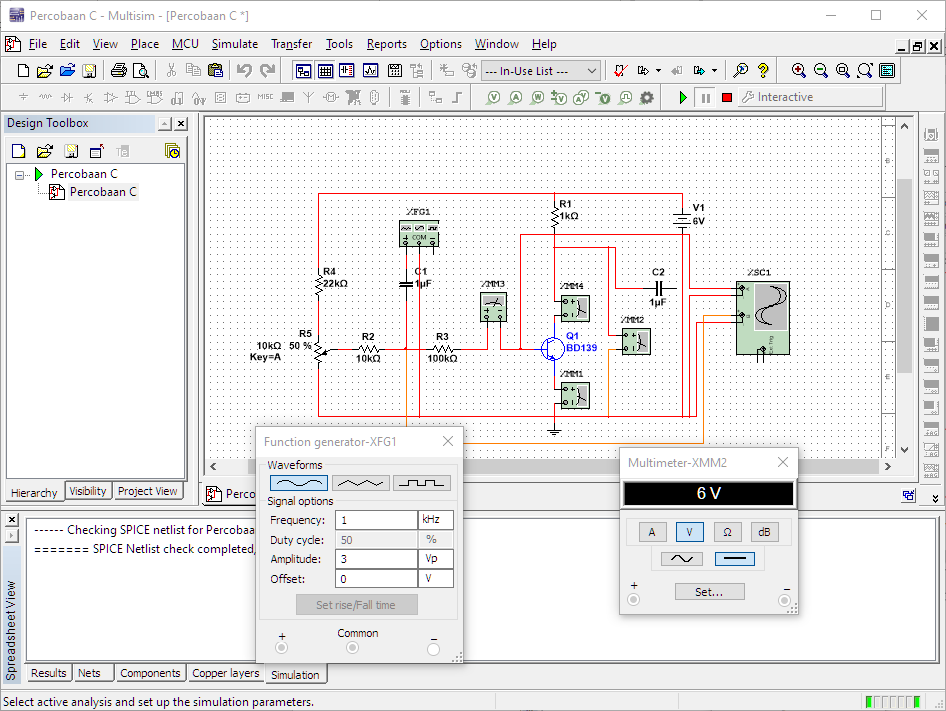 Percobaan C - Multisim - [Percobaan C *]
File Edit View Place MCU Simulate Transfer Tools Reports Options Window Help
--- In-Use List ---
MISC
Interactive
Design Toolbox
Percobaan C
Percobaan C
Hierarchy Visibility Project View
XFG1
COM
R1
1kΩ
V1
6V
R4
22kΩ
C1
1µF
XMM3
XMM4
C2
1µF
XSC1
Ext Trig
XMM2
R5
10kΩ 50 %
Key=A
R2
10kΩ
R3
100kΩ
Q1
BD139
XMM1
Perco
Function generator-XFG1
Waveforms
Signal options
Frequency: 1 kHz
Duty cycle: 50 %
Amplitude: 3 Vp
Offset: 0 V
Set rise/Fall time
+ Common −
Multimeter-XMM2
6 V
A V Ω dB
Set...
+ −
------ Checking SPICE netlist for Percobaa
======= SPICE Netlist check completed,
Spreadsheet View
Results Nets Components Copper layers Simulation
Select active analysis and set up the simulation parameters.